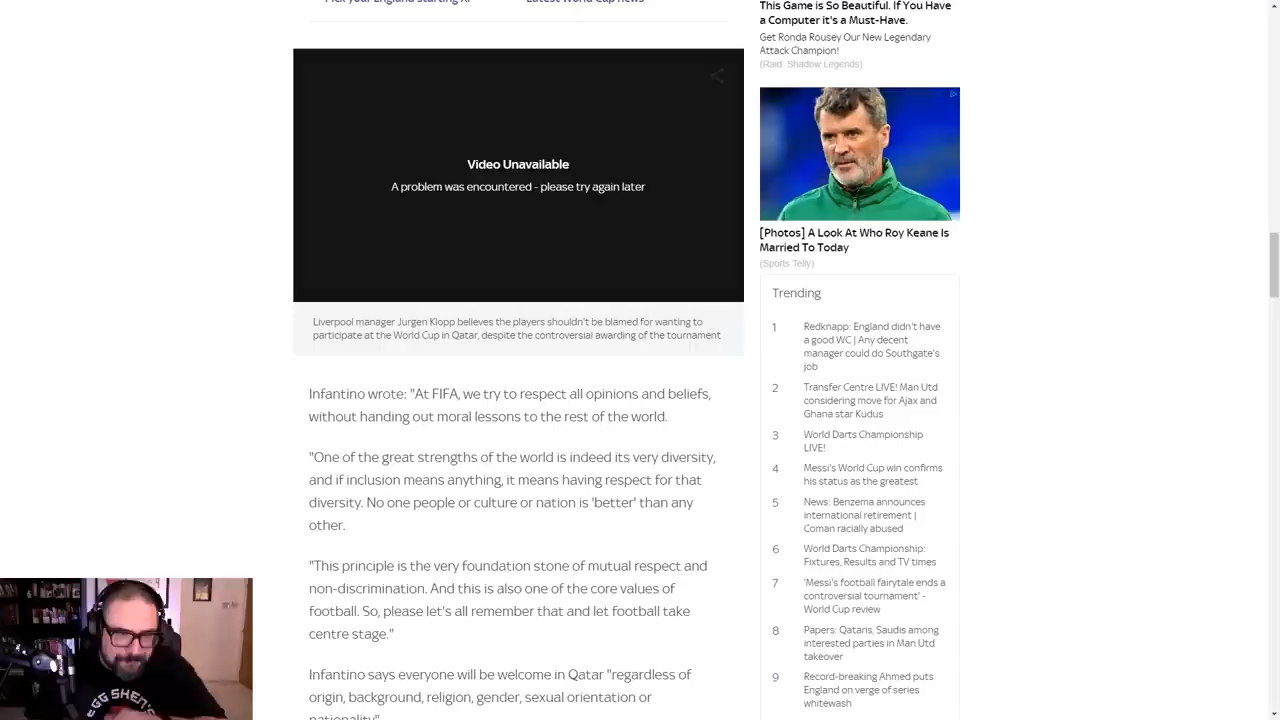 Pick your England starting XI
Latest World Cup news
Video Unavailable
A problem was encountered - please try again later
Liverpool manager Jurgen Klopp believes the players shouldn't be blamed for wanting to
participate at the World Cup in Qatar, despite the controversial awarding of the tournament
Infantino wrote: "At FIFA, we try to respect all opinions and beliefs,
without handing out moral lessons to the rest of the world.
"One of the great strengths of the world is indeed its very diversity,
and if inclusion means anything, it means having respect for that
diversity. No one people or culture or nation is 'better' than any
other.
"This principle is the very foundation stone of mutual respect and
non-discrimination. And this is also one of the core values of
football. So, please let's all remember that and let football take
centre stage."
Infantino says everyone will be welcome in Qatar "regardless of
origin, background, religion, gender, sexual orientation or
nationality"
This Game is So Beautiful. If You Have
a Computer it's a Must-Have.
Get Ronda Rousey Our New Legendary
Attack Champion!
(Raid: Shadow Legends)
[Photos] A Look At Who Roy Keane Is
Married To Today
(Sports Telly)
Trending
1 Redknapp: England didn't have
a good WC | Any decent
manager could do Southgate's
job
2 Transfer Centre LIVE! Man Utd
considering move for Ajax and
Ghana star Kudus
3 World Darts Championship
LIVE!
4 Messi's World Cup win confirms
his status as the greatest
5 News: Benzema announces
international retirement |
Coman racially abused
6 World Darts Championship:
Fixtures, Results and TV times
7 'Messi's football fairytale ends a
controversial tournament' -
World Cup review
8 Papers: Qataris, Saudis among
interested parties in Man Utd
takeover
9 Record-breaking Ahmed puts
England on verge of series
whitewash